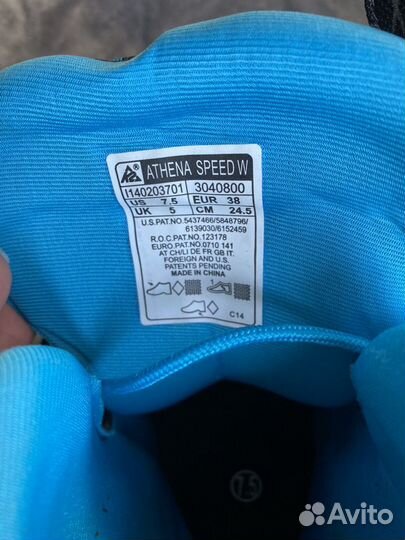 ATHENA SPEED W
I140203701 3040800
US 7.5 EUR 38
UK 5 CM 24.5
U.S.PAT.NO.5437466/5848796/
6139030/6152459
R.O.C.PAT.NO.123178
EURO.PAT.NO.0710 141
AT CH/LI DE FR GB IT.
FOREIGN AND U.S.
PATENTS PENDING
MADE IN CHINA
C14
7.5
Avito